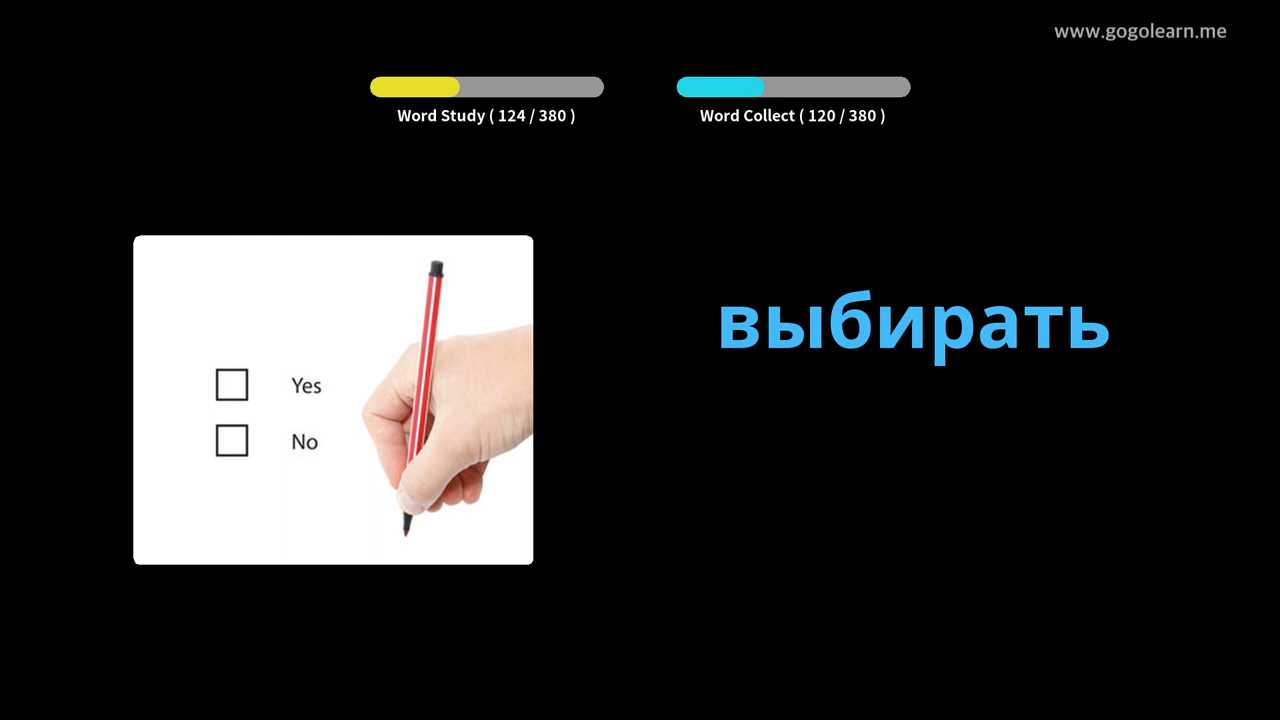 www.gogolearn.me
Word Study ( 124 / 380 )
Word Collect ( 120 / 380 )
выбирать
Yes
No